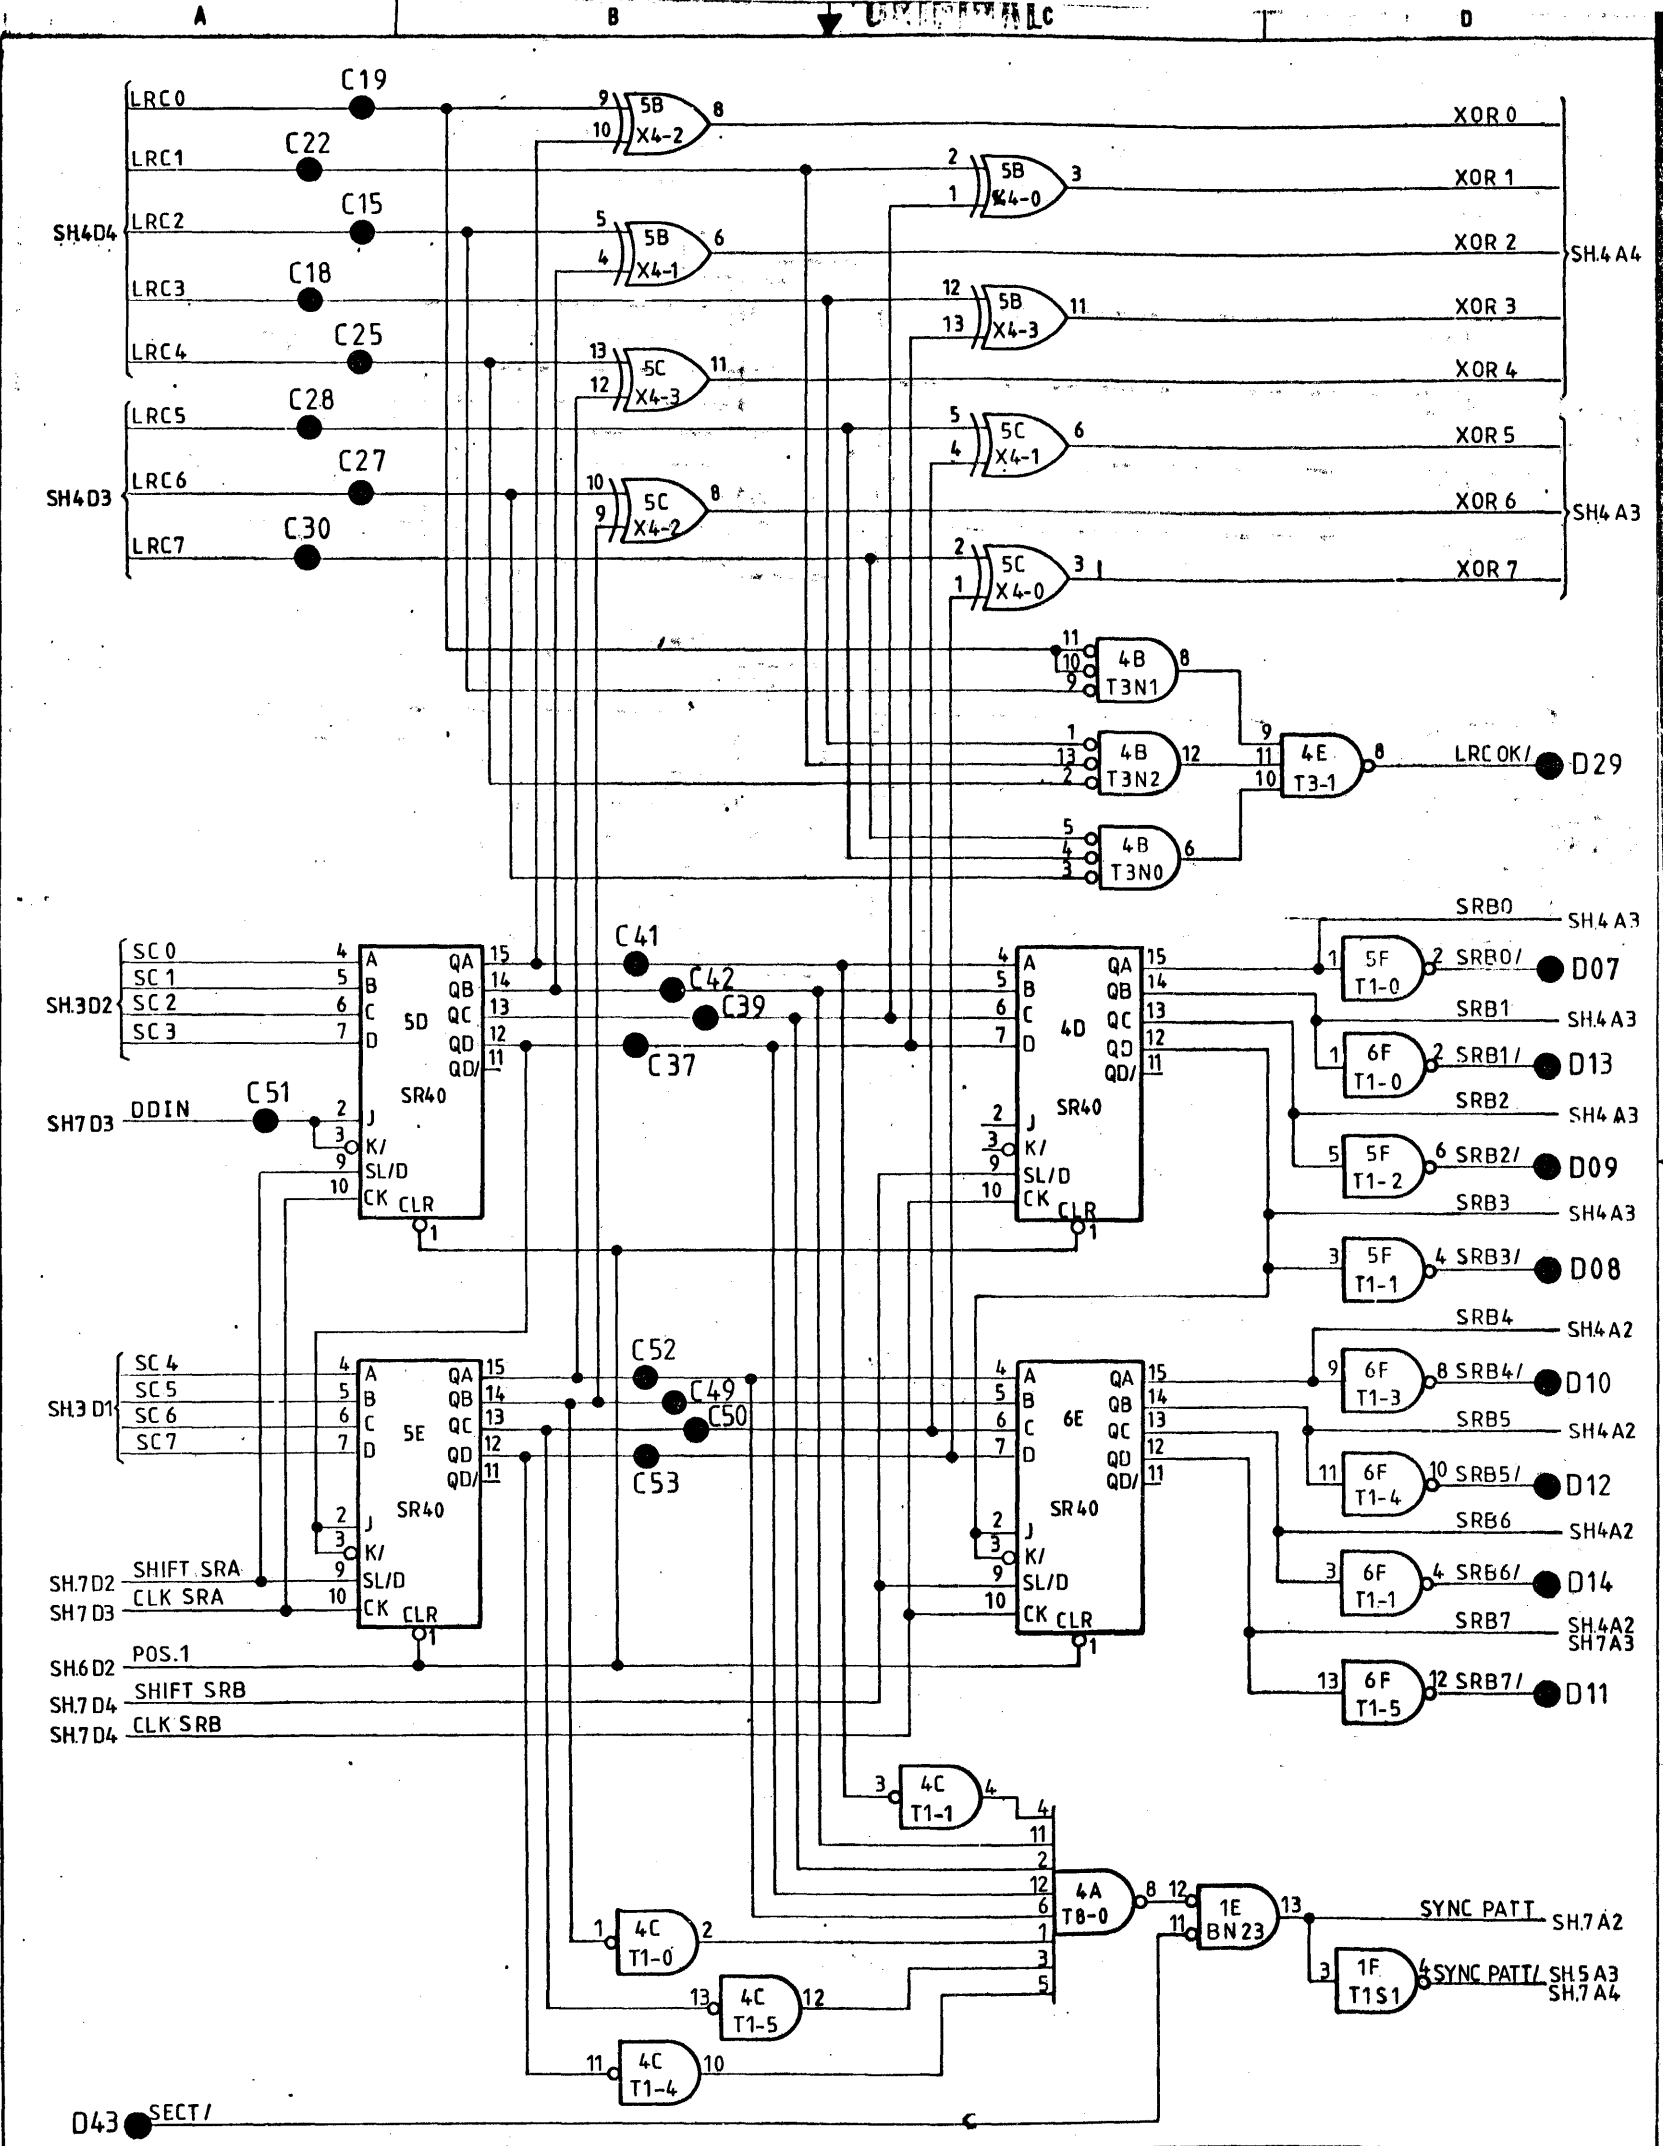 A B C D
C19
LRC0 9 5B 8 XOR 0
10 X4-2
C22
LRC1 2 5B 3 XOR 1
1 X4-0
C15
SH4D4 LRC2 5 5B 6 XOR 2 SH.4 A4
4 X4-1
C18
LRC3 12 5B 11 XOR 3
13 X4-3
C25
LRC4 13 5C 11 XOR 4
12 X4-3
C28
LRC5 5 5C 6 XOR 5
4 X4-1
C27
SH4D3 LRC6 10 5C 8 XOR 6 SH4 A3
9 X4-2
C30
LRC7 2 5C 3 XOR 7
1 X4-0
11 4B 8
10
9 T3N1
1 4B 12 9 4E 8 LRC OK/ D29
13 11
2 T3N2 10 T3-1
5 4B 6
4
3 T3N0
SRB0 SH.4 A3
SC 0 4 A QA 15 C41 4 A QA 15 1 5F 2 SRB0/ D07
T1-0
SC 1 5 B QB 14 C42 5 B QB 14
SH.3D2 SC 2 6 C 5D QC 13 C39 6 C 4D QC 13 SRB1 SH.4 A3
SC 3 7 D QD 12 C37 7 D QD 12
QD/ 11 QD/ 11 1 6F 2 SRB1/ D13
T1-0
SR40 SR40
C51
SH7 D3 DDIN 2 J 2 J SRB2 SH4 A3
3 K/ 3 K/
9 SL/D 9 SL/D 5 5F 6 SRB2/ D09
T1-2
10 CK CLR 10 CK CLR
1 1
SRB3 SH4A3
3 5F 4 SRB3/ D08
T1-1
SRB4 SH.4A2
SC 4 4 A QA 15 C52 4 A QA 15 9 6F 8 SRB4/ D10
T1-3
SC 5 5 B QB 14 C49 5 B QB 14
SH.3 D1 SC 6 6 C 5E QC 13 C50 6 C 6E QC 13 SRB5 SH4A2
SC 7 7 D QD 12 C53 7 D QD 12
QD/ 11 QD/ 11 11 6F 10 SRB5/ D12
T1-4
SR40 SR40
2 J 2 J SRB6 SH4A2
3 K/ 3 K/
SH.7 D2 SHIFT SRA 9 SL/D 9 SL/D 3 6F 4 SRB6/ D14
T1-1
SH7 D3 CLK SRA 10 CK CLR 10 CK CLR
1 1
SRB7 SH.4A2
SH7A3
SH.6 D2 POS.1
SH.7 D4 SHIFT SRB 13 6F 12 SRB7/ D11
T1-5
SH.7 D4 CLK SRB
3 4C 4 4
T1-1
11
2
12 4A 8 12 1E 13 SYNC PATT SH.7 A2
6 T8-0 11 BN23
1 4C 2 1
T1-0
3
13 4C 12 5
T1-5
3 1F 4 SYNC PATT/ SH.5 A3
T1S1 SH.7 A4
11 4C 10
T1-4
D43 SECT/